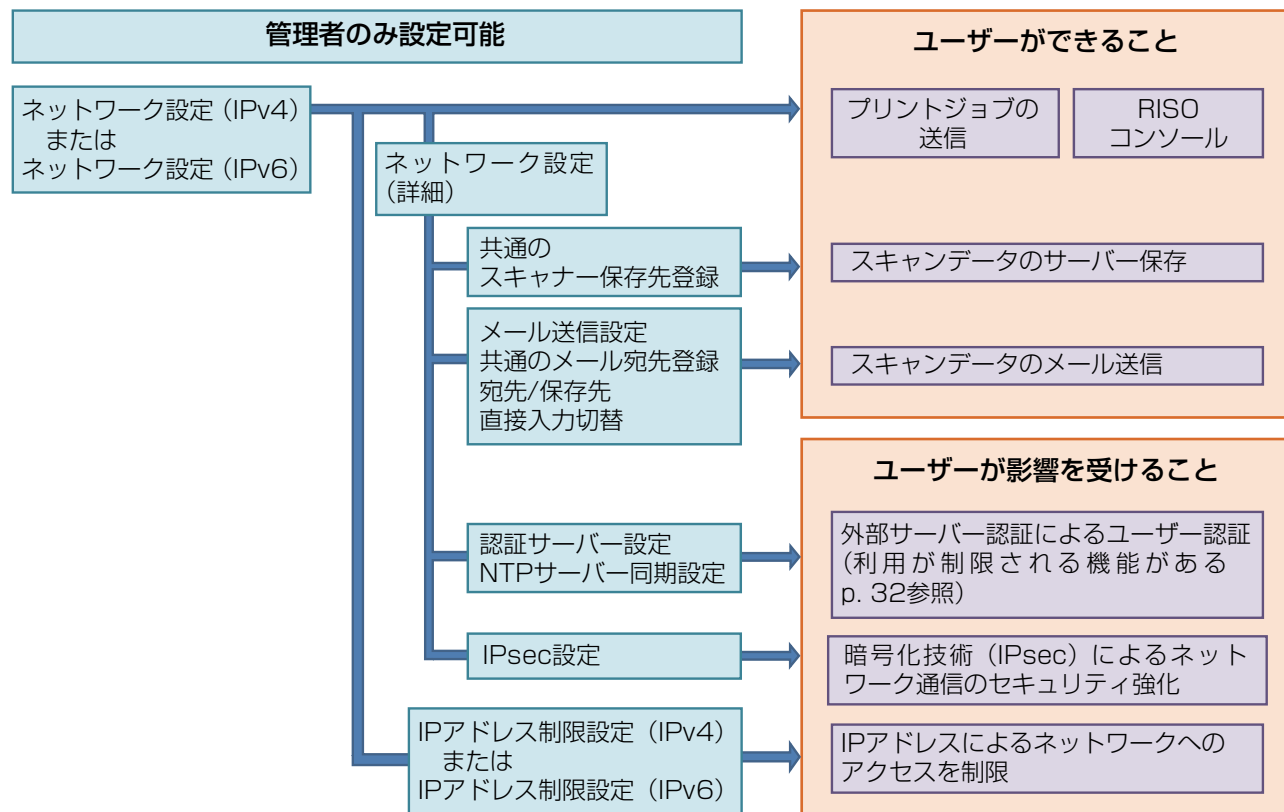 管理者のみ設定可能
ユーザーができること
ネットワーク設定（IPv4）
または
ネットワーク設定（IPv6）
プリントジョブの
送信
RISO
コンソール
ネットワーク設定
（詳細）
共通の
スキャナー保存先登録
スキャンデータのサーバー保存
メール送信設定
共通のメール宛先登録
宛先/保存先
直接入力切替
スキャンデータのメール送信
ユーザーが影響を受けること
認証サーバー設定
NTPサーバー同期設定
外部サーバー認証によるユーザー認証
（利用が制限される機能がある
p. 32参照）
IPsec設定
暗号化技術（IPsec）によるネット
ワーク通信のセキュリティ強化
IPアドレス制限設定（IPv4）
または
IPアドレス制限設定（IPv6）
IPアドレスによるネットワークへの
アクセスを制限